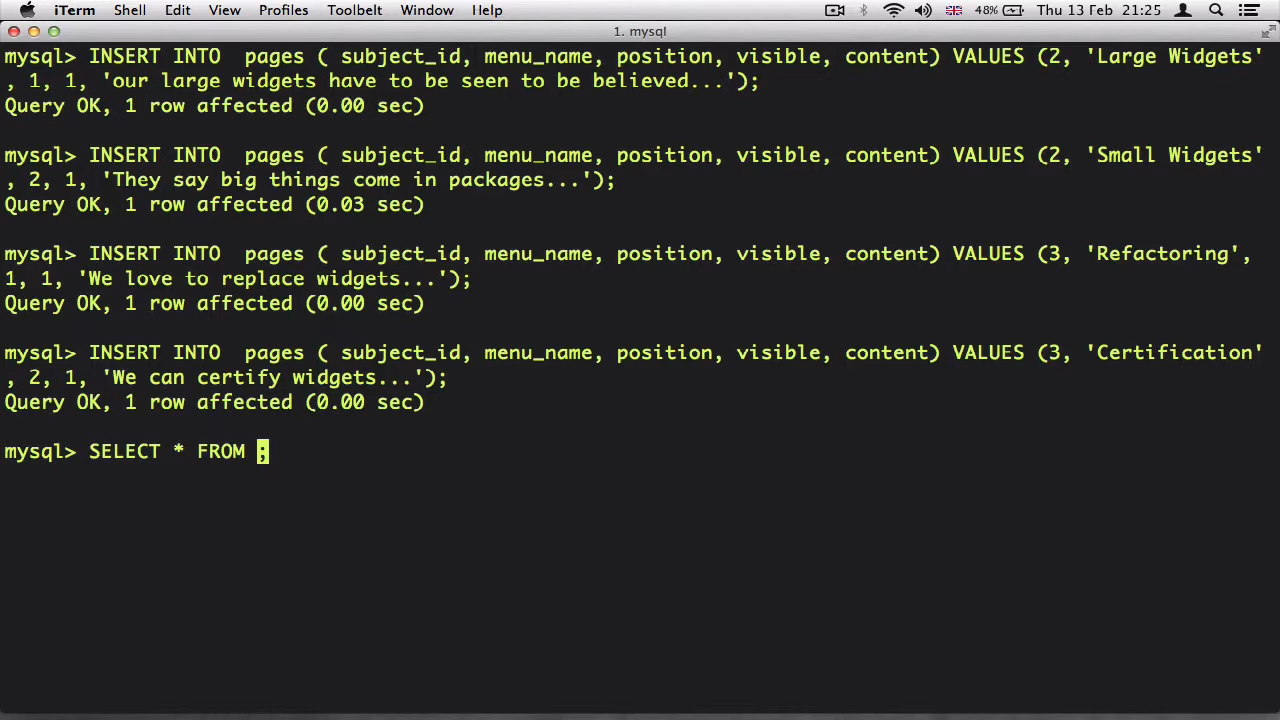 iTerm Shell Edit View Profiles Toolbelt Window Help 48% Thu 13 Feb 21:25
1. mysql
mysql> INSERT INTO  pages ( subject_id, menu_name, position, visible, content) VALUES (2, 'Large Widgets'
, 1, 1, 'our large widgets have to be seen to be believed...');
Query OK, 1 row affected (0.00 sec)
mysql> INSERT INTO  pages ( subject_id, menu_name, position, visible, content) VALUES (2, 'Small Widgets'
, 2, 1, 'They say big things come in packages...');
Query OK, 1 row affected (0.03 sec)
mysql> INSERT INTO  pages ( subject_id, menu_name, position, visible, content) VALUES (3, 'Refactoring',
1, 1, 'We love to replace widgets...');
Query OK, 1 row affected (0.00 sec)
mysql> INSERT INTO  pages ( subject_id, menu_name, position, visible, content) VALUES (3, 'Certification'
, 2, 1, 'We can certify widgets...');
Query OK, 1 row affected (0.00 sec)
mysql> SELECT * FROM ;